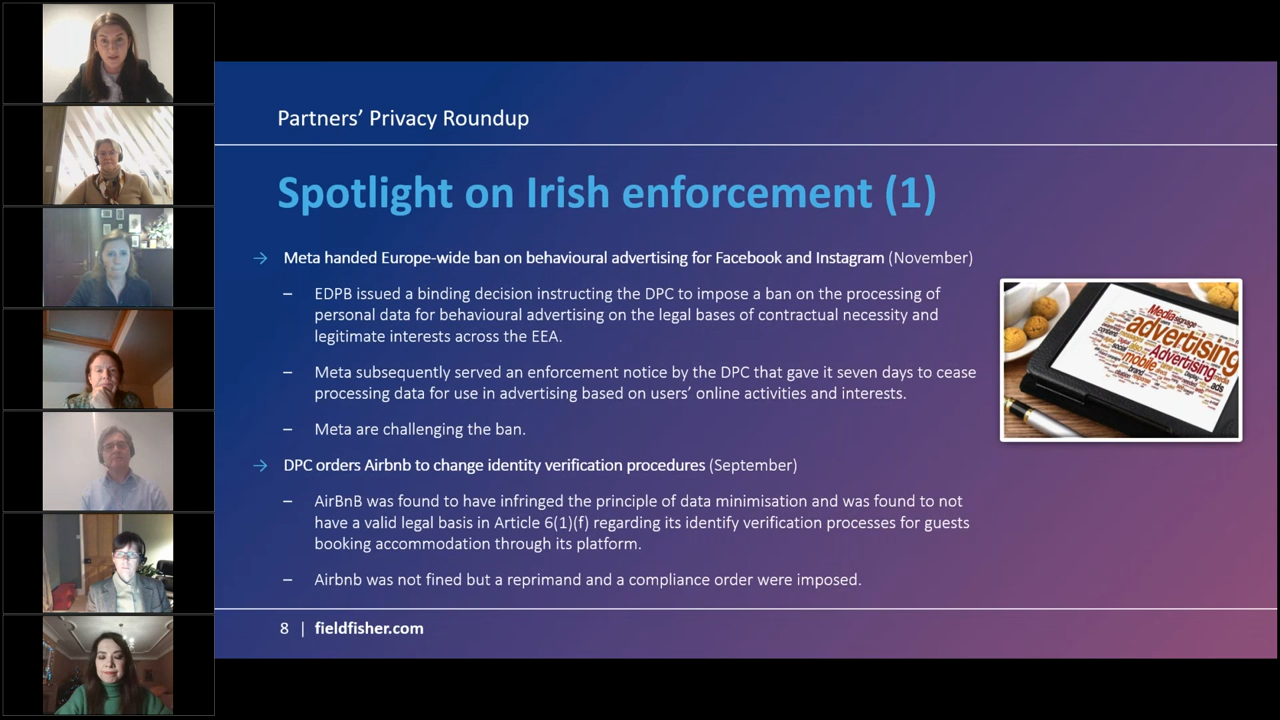 Partners' Privacy Roundup
Spotlight on Irish enforcement (1)
→ Meta handed Europe-wide ban on behavioural advertising for Facebook and Instagram (November)
– EDPB issued a binding decision instructing the DPC to impose a ban on the processing of
personal data for behavioural advertising on the legal bases of contractual necessity and
legitimate interests across the EEA.
– Meta subsequently served an enforcement notice by the DPC that gave it seven days to cease
processing data for use in advertising based on users' online activities and interests.
– Meta are challenging the ban.
→ DPC orders Airbnb to change identity verification procedures (September)
– AirBnB was found to have infringed the principle of data minimisation and was found to not
have a valid legal basis in Article 6(1)(f) regarding its identify verification processes for guests
booking accommodation through its platform.
– Airbnb was not fined but a reprimand and a compliance order were imposed.
8 | fieldfisher.com
Media
advertising
Advertising
mobile
ads